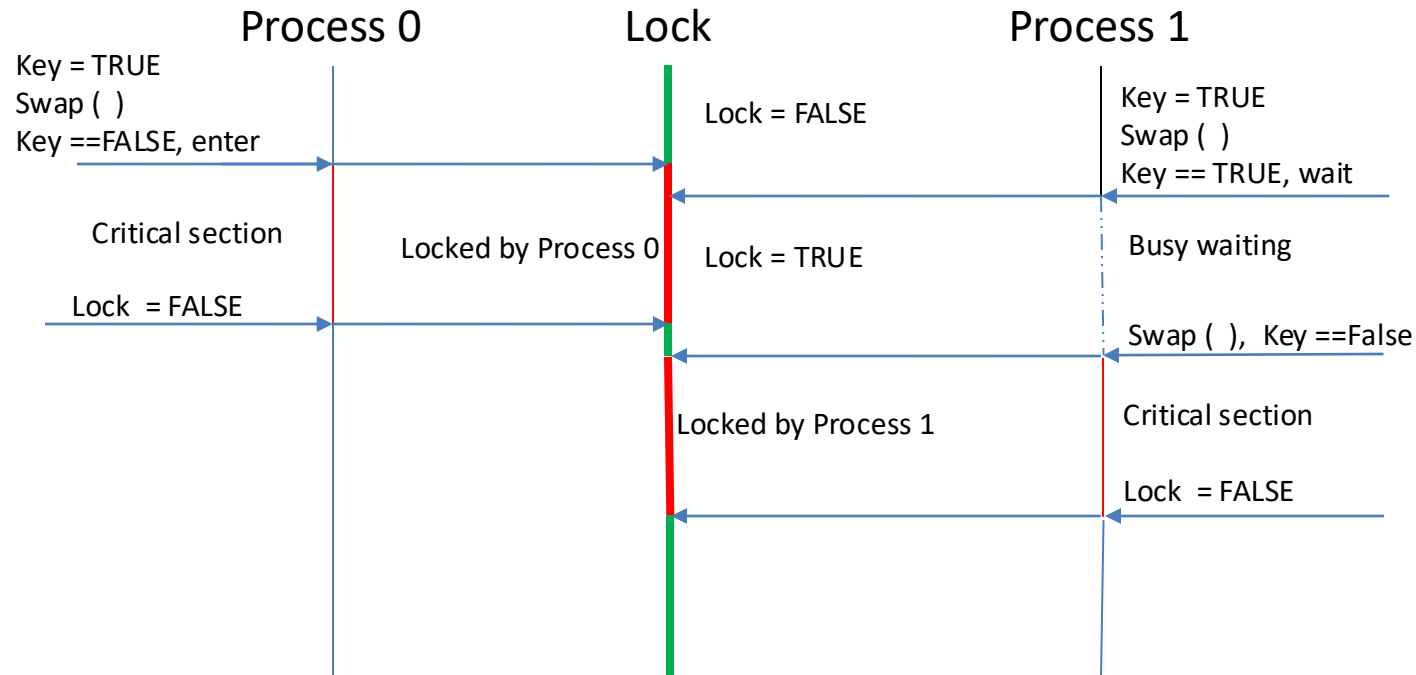 Process 0
Lock
Process 1
Key = TRUE
Swap ( )
Key ==FALSE, enter
Lock = FALSE
Key = TRUE
Swap ( )
Key == TRUE, wait
Critical section
Locked by Process 0
Lock = TRUE
Busy waiting
Lock = FALSE
Swap ( ), Key ==False
Locked by Process 1
Critical section
Lock = FALSE